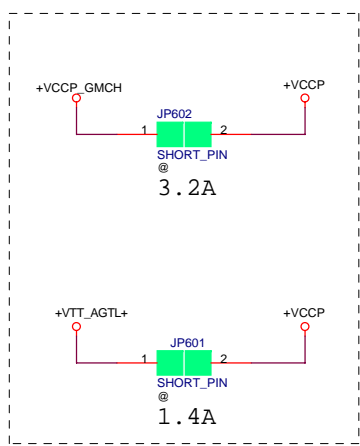 +VCCP_GMCH
+VCCP
JP602
1
2
SHORT_PIN
@
3.2A
+VTT_AGTL+
+VCCP
JP601
1
2
SHORT_PIN
@
1.4A